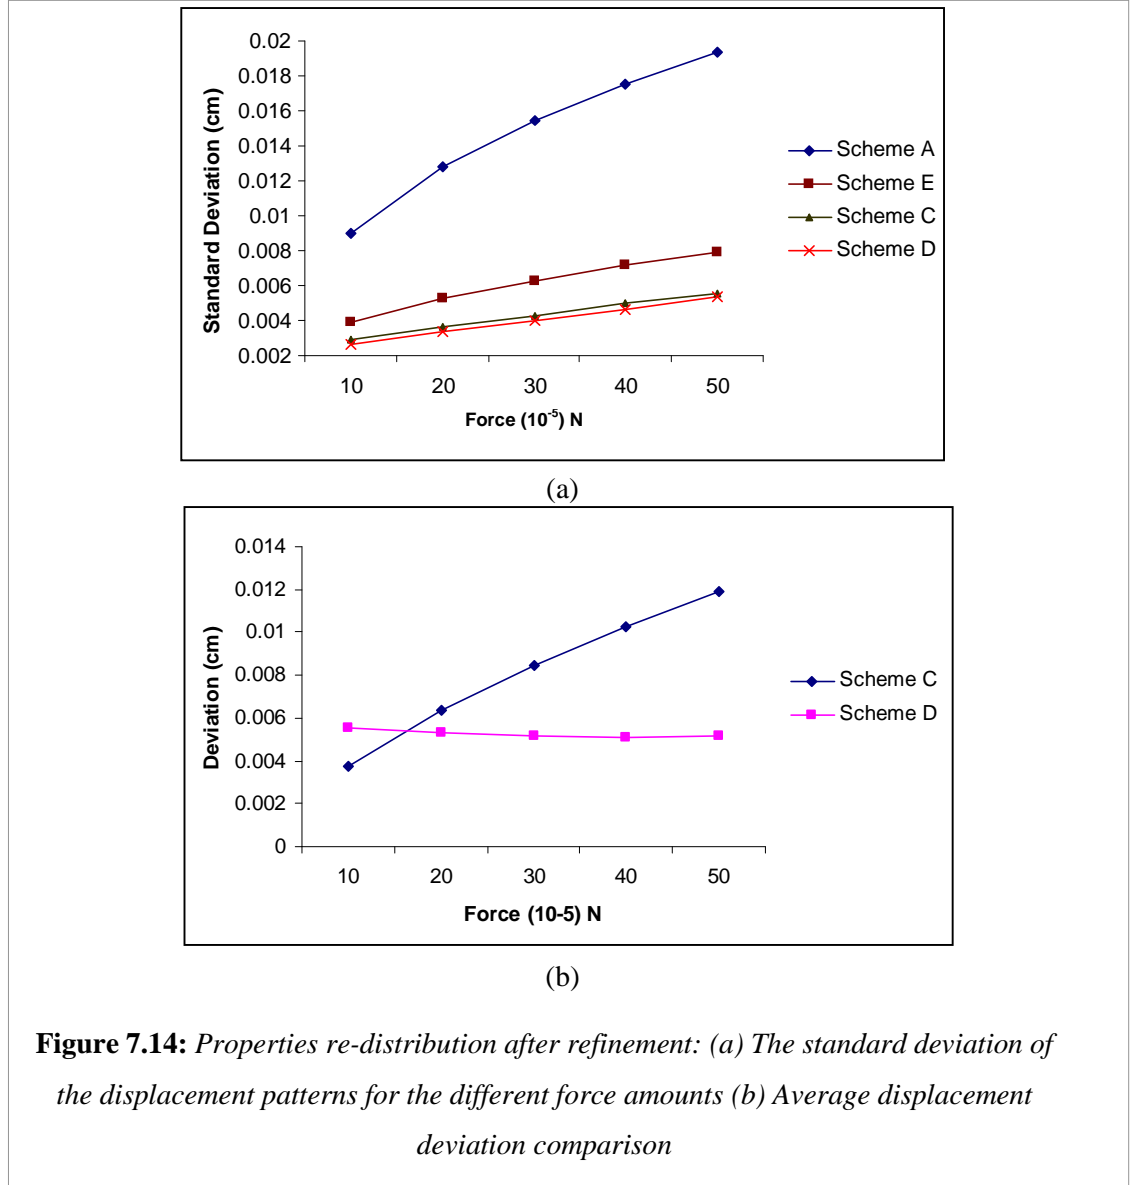 0.02
0.018
0.016
0.014
0.012
0.01
0.008
0.006
0.004
0.002
Standard Deviation (cm)
10 20 30 40 50
Force (10-5) N
Scheme A
Scheme E
Scheme C
Scheme D
(a)
0.014
0.012
0.01
0.008
0.006
0.004
0.002
0
Deviation (cm)
10 20 30 40 50
Force (10-5) N
Scheme C
Scheme D
(b)
Figure 7.14: Properties re-distribution after refinement: (a) The standard deviation of
the displacement patterns for the different force amounts (b) Average displacement
deviation comparison